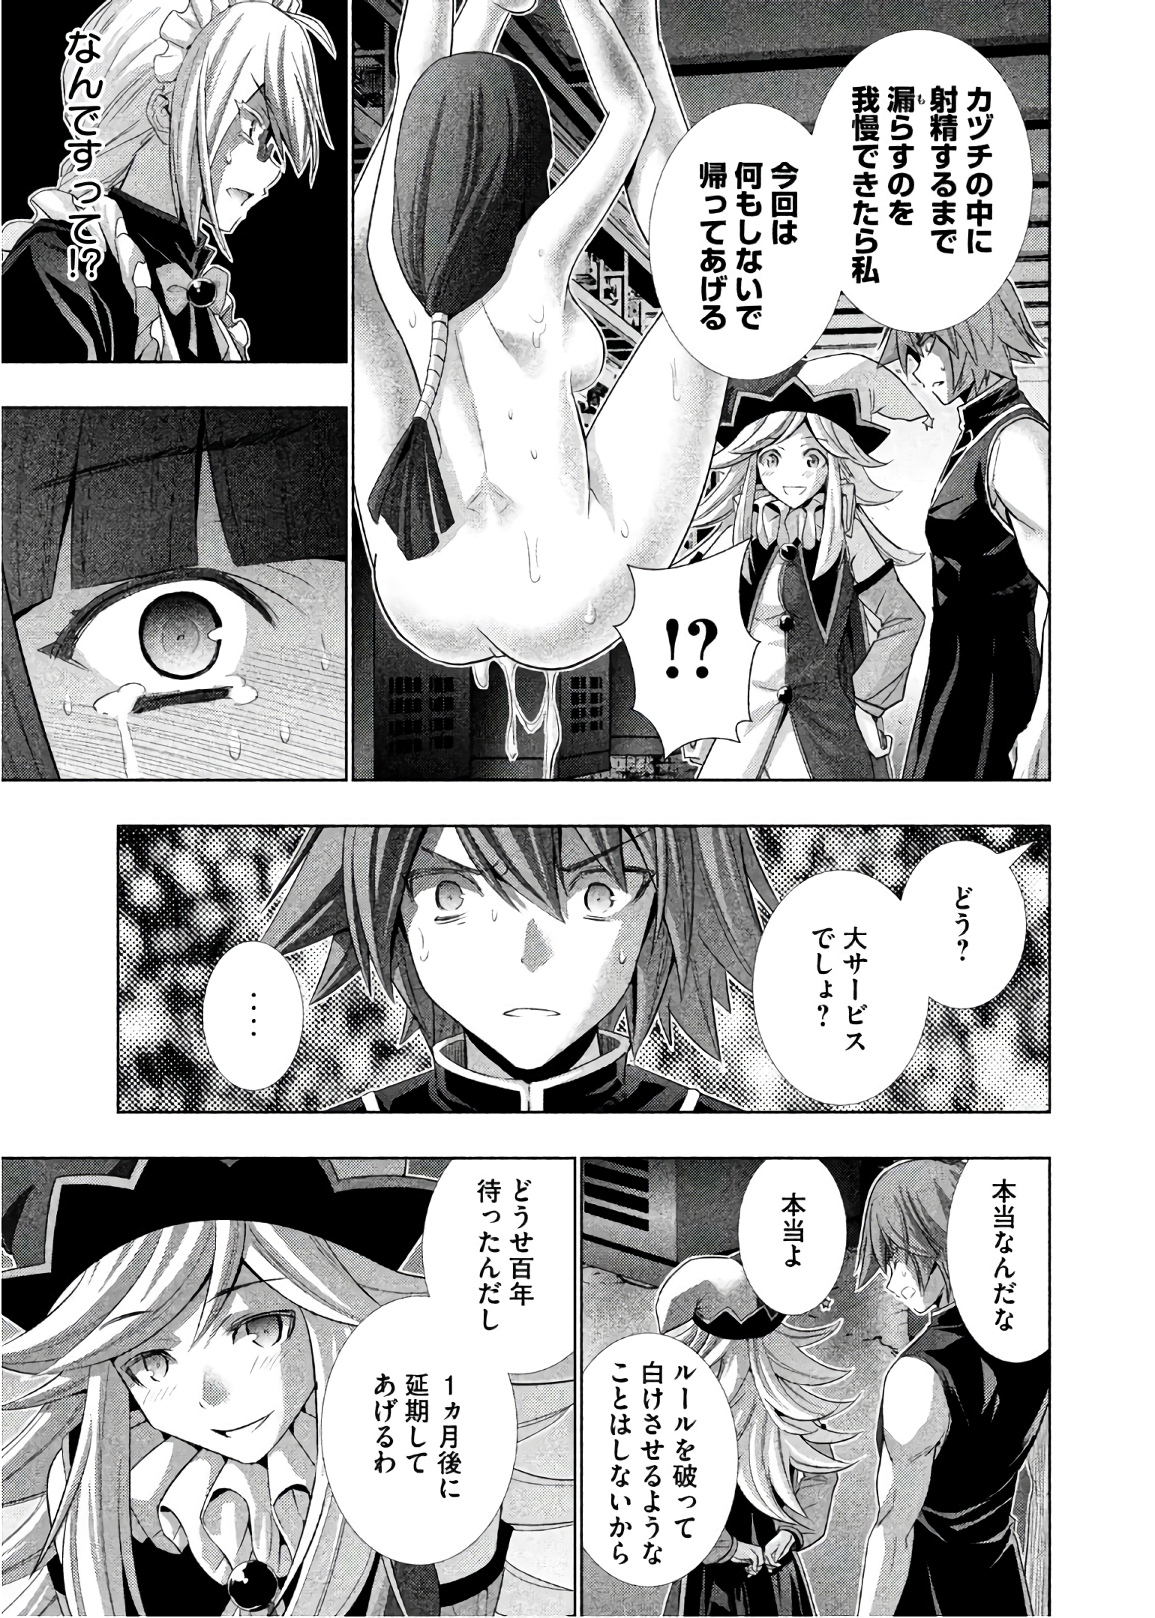 カヅチの中に
射精するまで
漏らすのを
も
我慢できたら私
今回は
何もしないで
帰ってあげる
!?
なんですって!?
どう?
大サービス
でしょ?
‥‥
本当なんだな
本当よ
ルールを破って
白けさせるような
ことはしないから
どうせ百年
待ったんだし
1ヵ月後に
延期して
あげるわ